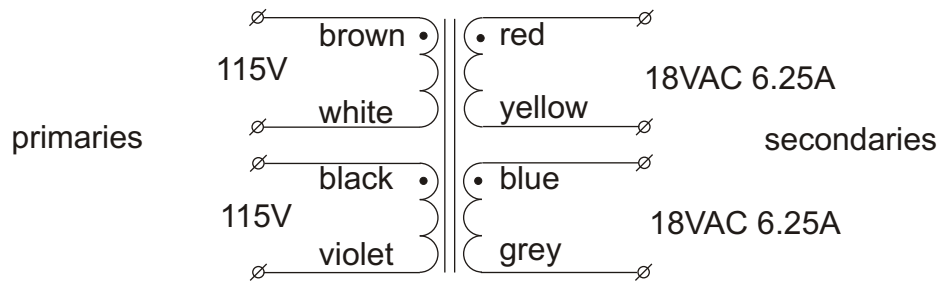 brown red
115V 18VAC 6.25A
white yellow
primaries secondaries
black blue
115V 18VAC 6.25A
violet grey